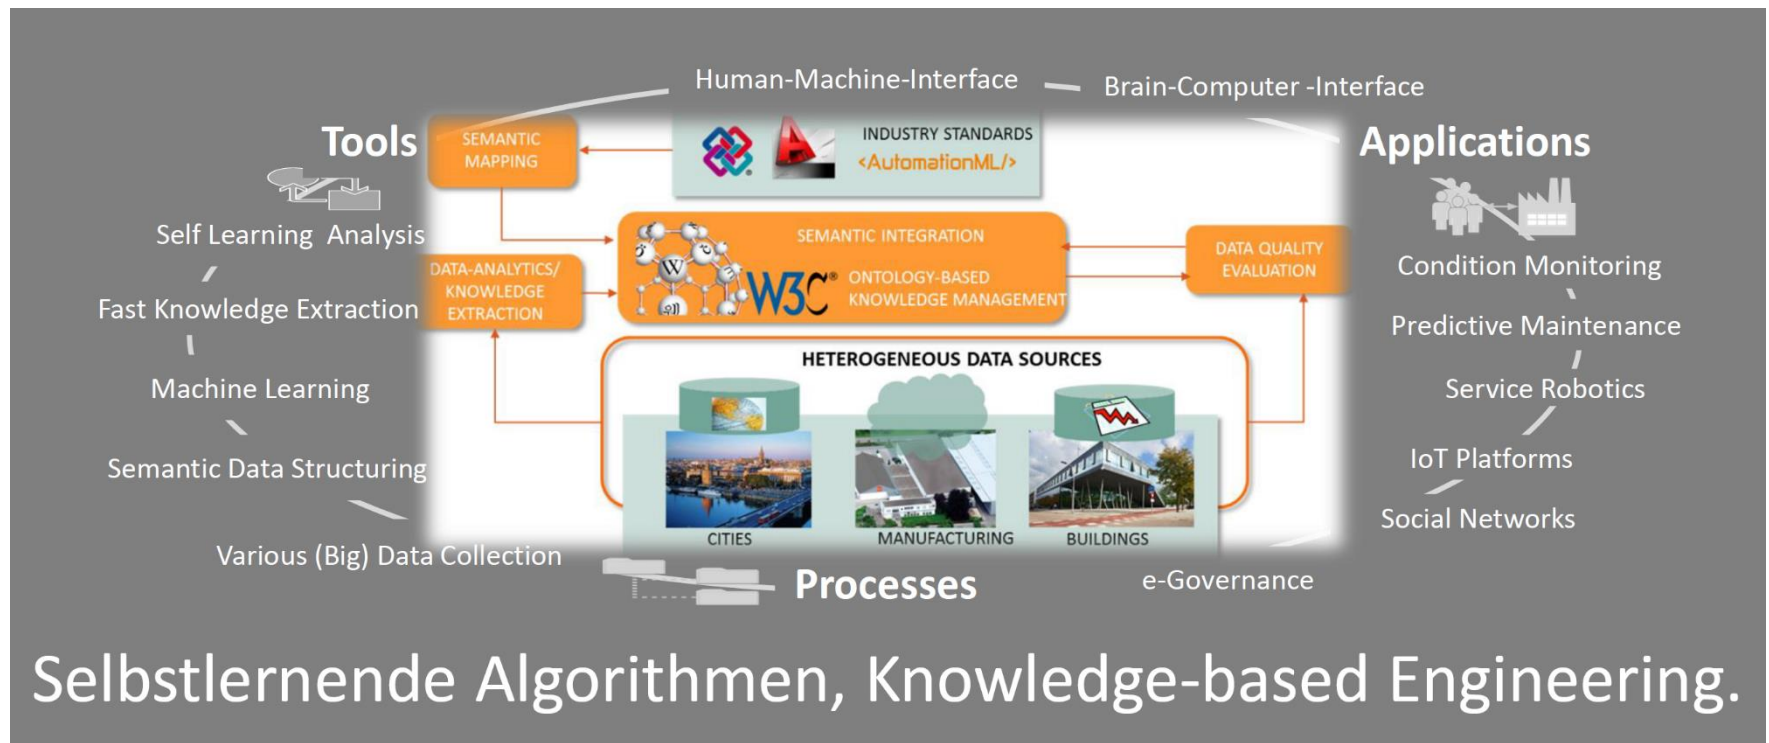 Human-Machine-Interface
Brain-Computer -Interface
Tools
Applications
SEMANTIC
MAPPING
INDUSTRY STANDARDS
<AutomationML/>
A
®
Self Learning Analysis
Fast Knowledge Extraction
Machine Learning
Semantic Data Structuring
Various (Big) Data Collection
DATA-ANALYTICS/
KNOWLEDGE
EXTRACTION
SEMANTIC INTEGRATION
W
W3C®
ONTOLOGY-BASED
KNOWLEDGE MANAGEMENT
DATA QUALITY
EVALUATION
HETEROGENEOUS DATA SOURCES
CITIES
MANUFACTURING
BUILDINGS
Condition Monitoring
Predictive Maintenance
Service Robotics
IoT Platforms
Social Networks
e-Governance
Processes
Selbstlernende Algorithmen, Knowledge-based Engineering.